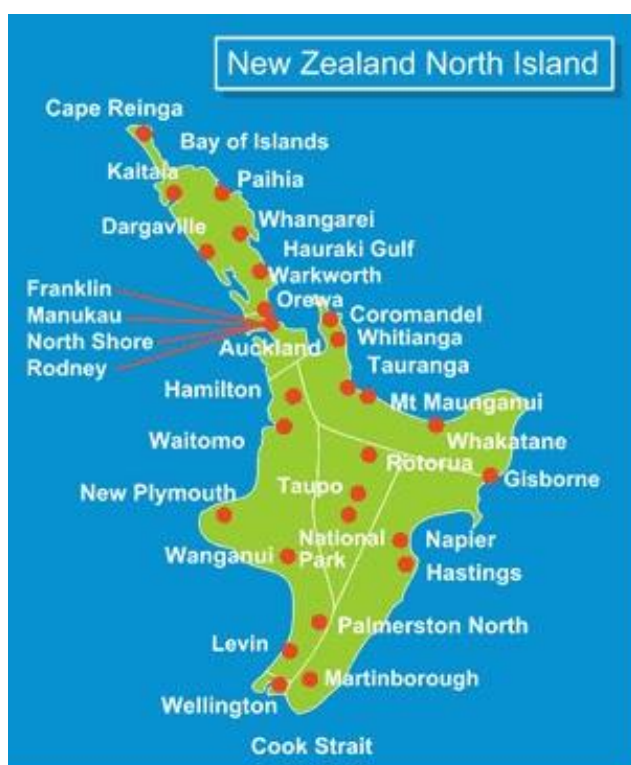 New Zealand North Island
Cape Reinga
Bay of Islands
Kaitaia
Paihia
Dargaville
Whangarei
Hauraki Gulf
Warkworth
Franklin
Orewa
Manukau
Coromandel
North Shore
Whitianga
Auckland
Rodney
Tauranga
Hamilton
Mt Maunganui
Waitomo
Whakatane
Rotorua
Gisborne
Taupo
New Plymouth
National
Park
Napier
Wanganui
Hastings
Palmerston North
Levin
Martinborough
Wellington
Cook Strait